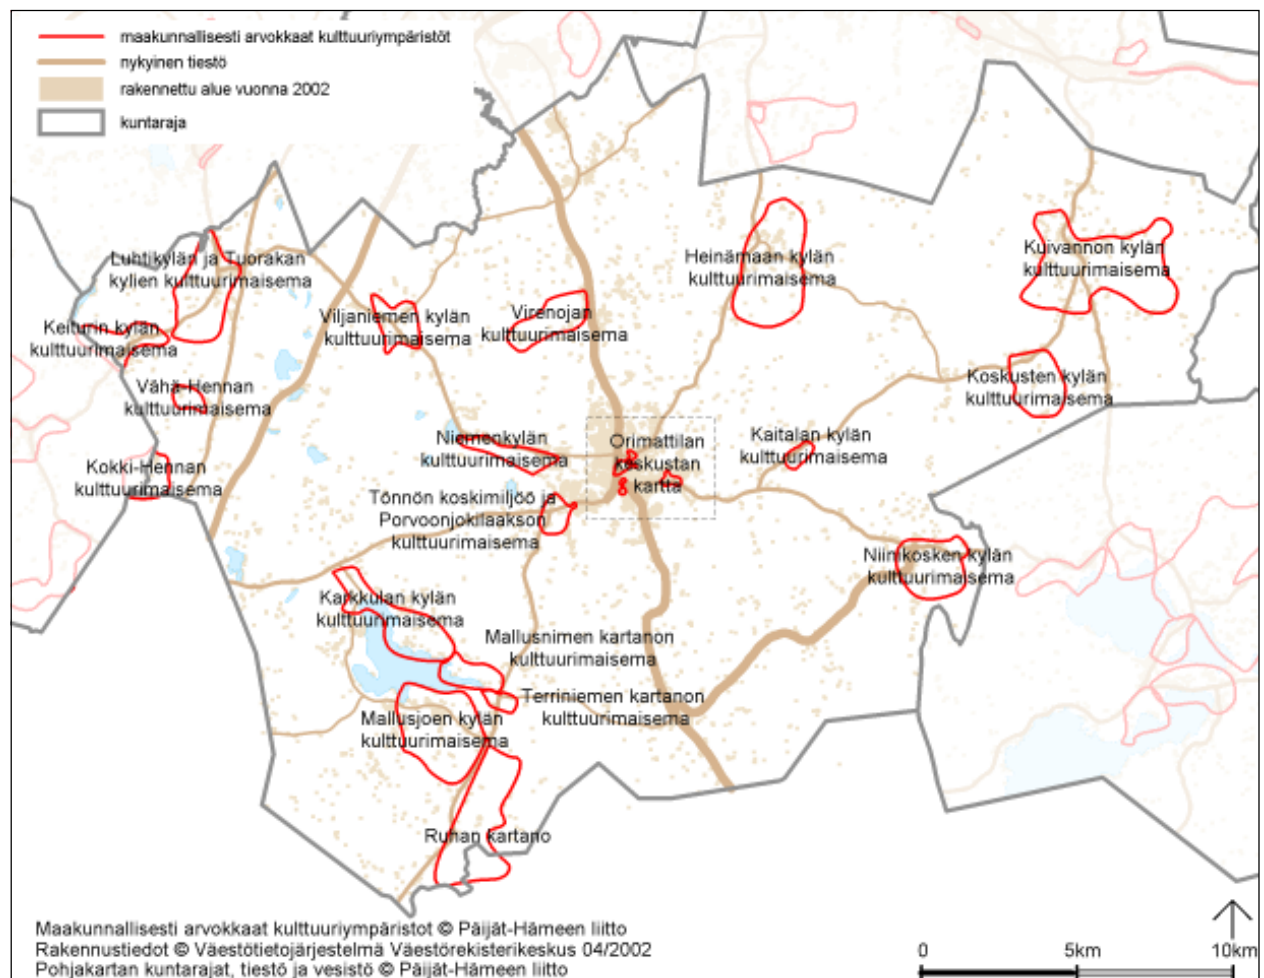 maakunnallisesti arvokkaat kulttuuriympäristöt
nykyinen tiestö
rakennettu alue vuonna 2002
kuntaraja
Luhtikylän ja Tuorakan
kylien kulttuurimaisema
Heinämaan kylän
kulttuurimaisema
Kuivannon kylän
kulttuurimaisema
Keiturin kylän
kulttuurimaisema
Viljaniemen kylän
kulttuurimaisema
Virenojan
kulttuurimaisema
Vähä-Hennan
kulttuurimaisema
Koskusten kylän
kulttuurimaisema
Niemenkylän
kulttuurimaisema
Orimattilan
keskustan
kartta
Kaitalan kylän
kulttuurimaisema
Kokki-Hennan
kulttuurimaisema
Tönnön koskimiljöö ja
Porvoonjokilaakson
kulttuurimaisema
Niinikosken kylän
kulttuurimaisema
Karkkulan kylän
kulttuurimaisema
Mallusnimen kartanon
kulttuurimaisema
Terriniemen kartanon
kulttuurimaisema
Mallusjoen kylän
kulttuurimaisema
Ruhan kartano
Maakunnallisesti arvokkaat kulttuuriympäristot © Päijät-Hämeen liitto
Rakennustiedot © Väestötietojärjestelmä Väestörekisterikeskus 04/2002
Pohjakartan kuntarajat, tiestö ja vesistö © Päijät-Hämeen liitto
0 5km 10km